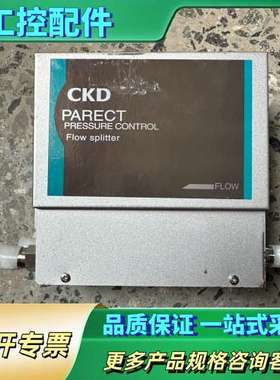 工控配件
CKD
PARECT
PRESSURE CONTROL
Flow splitter
FLOW
开专票
品质保证 一站式采
更多产品规格咨询客